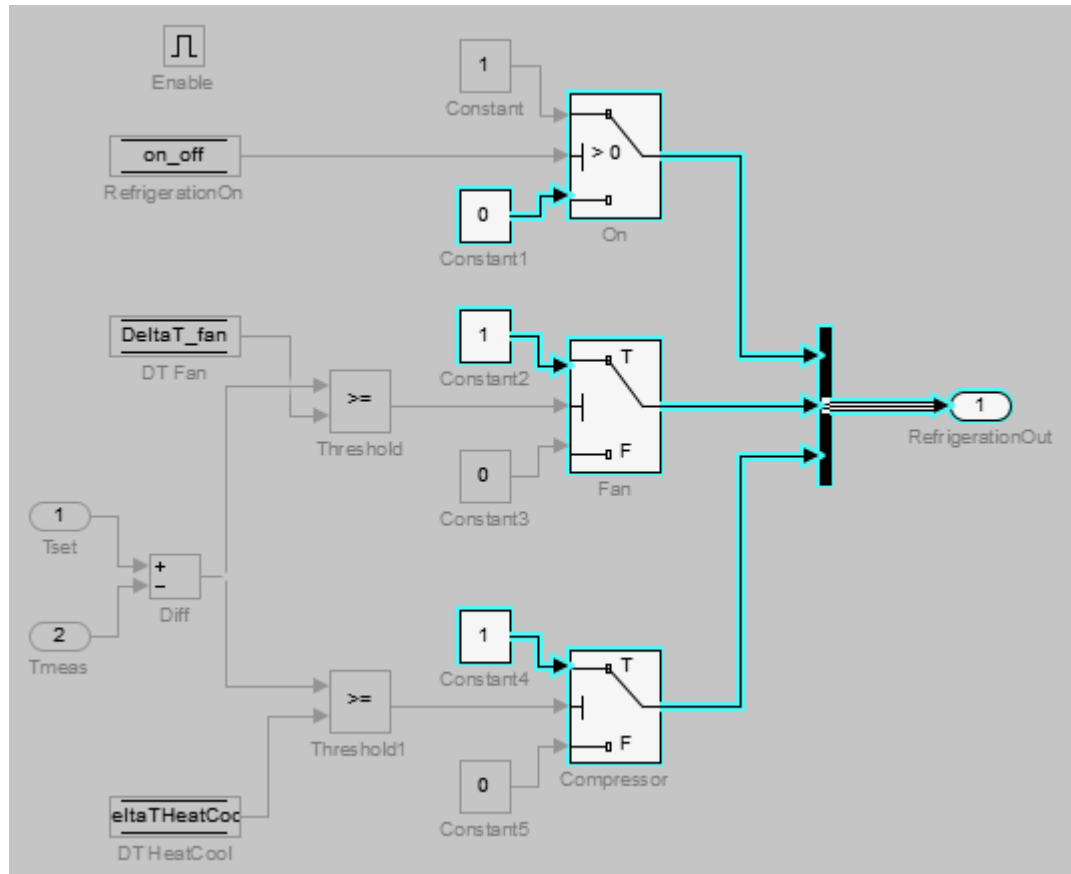 Enable
1
Constant
on_off
RefrigerationOn
> 0
0
Constant1
On
DeltaT_fan
DT Fan
1
Constant2
T
>=
Threshold
F
0
Constant3
Fan
1
RefrigerationOut
1
Tset
+
−
Diff
2
Tmeas
1
Constant4
T
>=
Threshold1
F
Compressor
0
Constant5
eltaTHeatCoo
DT HeatCool